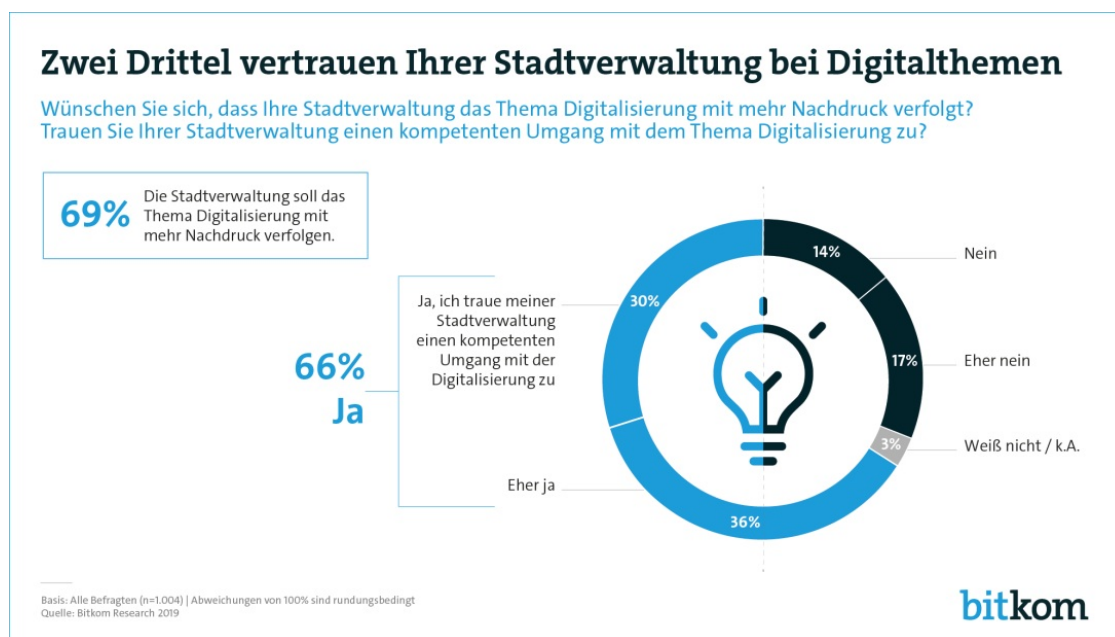 Zwei Drittel vertrauen Ihrer Stadtverwaltung bei Digitalthemen
Wünschen Sie sich, dass Ihre Stadtverwaltung das Thema Digitalisierung mit mehr Nachdruck verfolgt?
Trauen Sie Ihrer Stadtverwaltung einen kompetenten Umgang mit dem Thema Digitalisierung zu?
69%
Die Stadtverwaltung soll das
Thema Digitalisierung mit
mehr Nachdruck verfolgen.
66%
Ja
Ja, ich traue meiner
Stadtverwaltung
einen kompetenten
Umgang mit der
Digitalisierung zu
30%
Eher ja
36%
14%
Nein
17%
Eher nein
3%
Weiß nicht / k.A.
Basis: Alle Befragten (n=1.004) | Abweichungen von 100% sind rundungsbedingt
Quelle: Bitkom Research 2019
bitkom